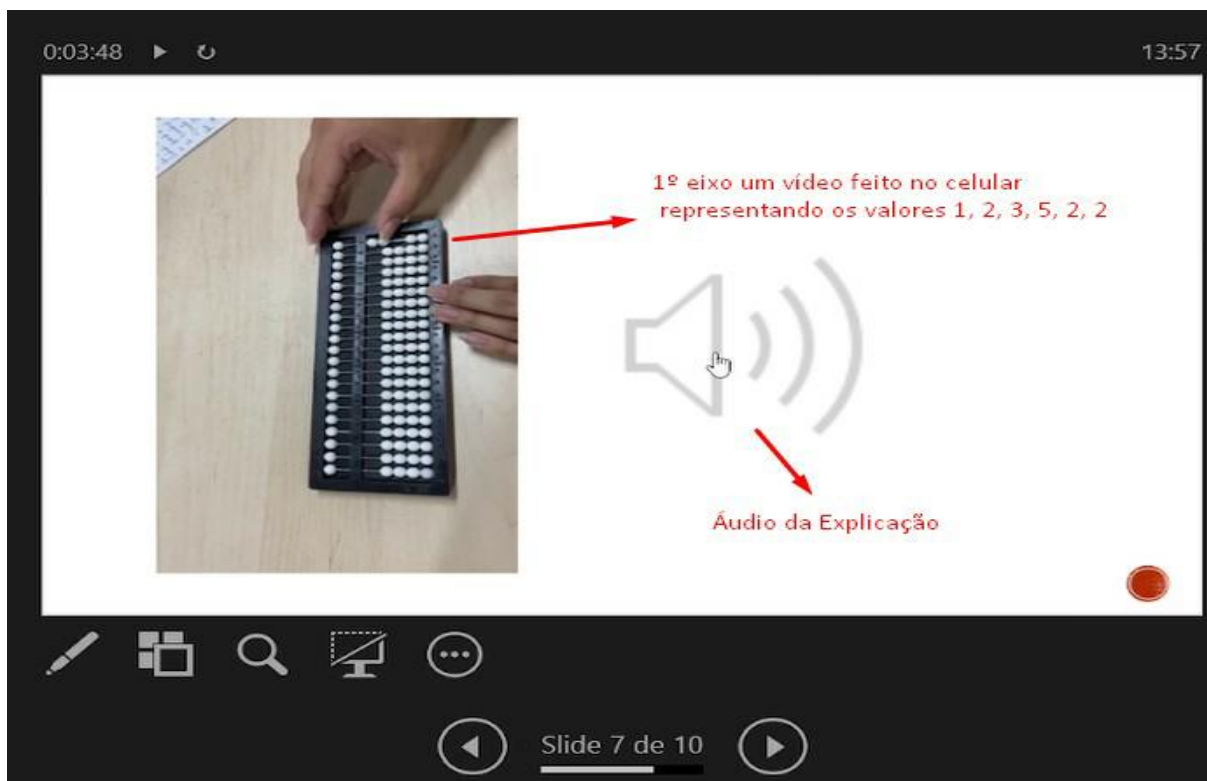 0:03:48
13:57
1º eixo um vídeo feito no celular
representando os valores 1, 2, 3, 5, 2, 2
Áudio da Explicação
Slide 7 de 10